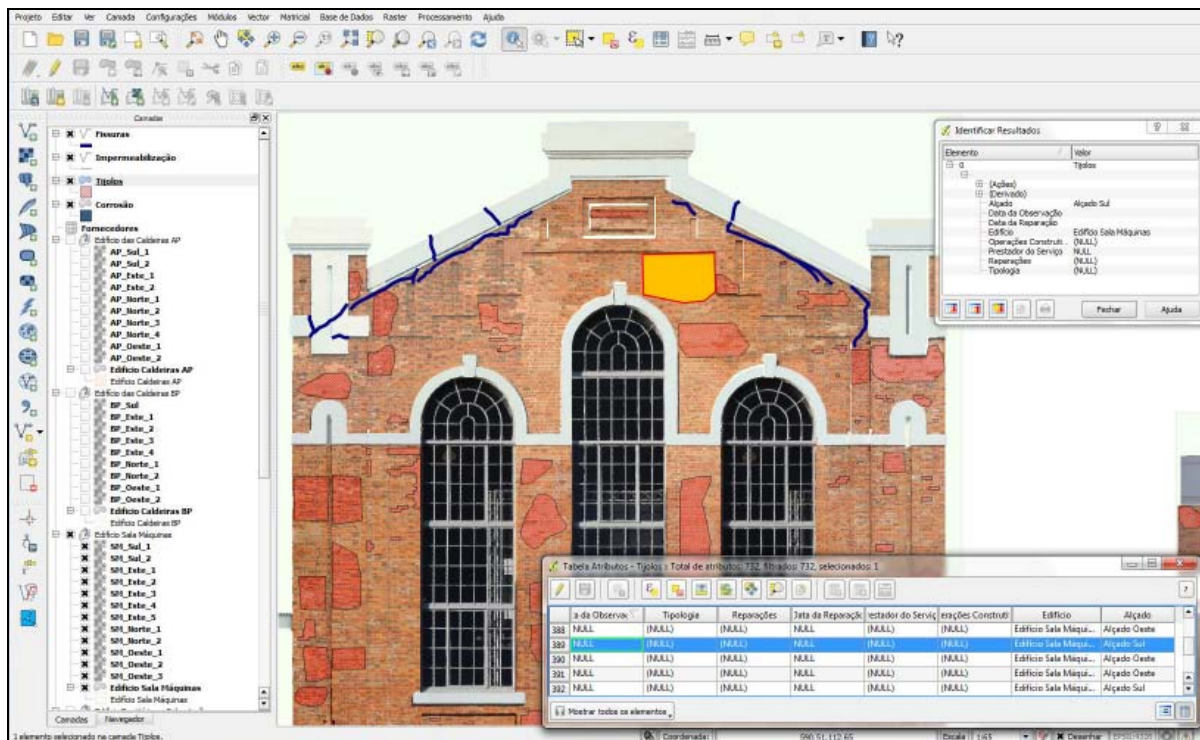 Projeto Editar Ver Camada Configurações Módulos Vector Matricial Base de Dados Raster Processamento Ajuda
Camadas
Fissuras
Impermeabilização
Tijolos
Corrosão
Fornecedores
Edifício das Caldeiras AP
AP_Sul_1
AP_Sul_2
AP_Este_1
AP_Este_2
AP_Norte_1
AP_Norte_2
AP_Norte_3
AP_Norte_4
AP_Oeste_1
AP_Oeste_2
Edifício Caldeiras AP
Edifício Caldeiras AP
Edifício das Caldeiras BP
BP_Sul
BP_Este_1
BP_Este_2
BP_Este_3
BP_Este_4
BP_Norte_1
BP_Norte_2
BP_Oeste_1
BP_Oeste_2
Edifício Caldeiras BP
Edifício Caldeiras BP
Edifício Sala Máquinas
SM_Sul_1
SM_Sul_2
SM_Este_1
SM_Este_2
SM_Este_3
SM_Este_4
SM_Este_5
SM_Norte_1
SM_Norte_2
SM_Oeste_1
SM_Oeste_2
SM_Oeste_3
Edifício Sala Máquinas
Edifício Sala Máquinas
Camadas Navegador
Identificar Resultados
Elemento Valor
0 Tijolos
(Ações)
(Derivado)
Alçado Alçado Sul
Data da Observação
Data da Reparação
Edifício Edifício Sala Máquinas
Operações Construti... (NULL)
Prestador do Serviço NULL
Reparações (NULL)
Tipologia (NULL)
Fechar Ajuda
Tabela Atributos - Tijolos : Total de atributos: 732, filtrados: 732, selecionados: 1
a da Observaç Tipologia Reparações Data da Reparação restador do Serviç erações Construti Edifício Alçado
388 NULL (NULL) (NULL) NULL (NULL) (NULL) Edifício Sala Máqui... Alçado Oeste
389 NULL (NULL) (NULL) NULL (NULL) (NULL) Edifício Sala Máqui... Alçado Sul
390 NULL (NULL) (NULL) NULL (NULL) (NULL) Edifício Sala Máqui... Alçado Oeste
391 NULL (NULL) (NULL) NULL (NULL) (NULL) Edifício Sala Máqui... Alçado Oeste
392 NULL (NULL) (NULL) NULL (NULL) (NULL) Edifício Sala Máqui... Alçado Sul
Mostrar todos os elementos
1 elemento selecionado na camada Tijolos. Coordenada: 590.51,112.65 Escala 1:65 Desenhar EPSG:4326